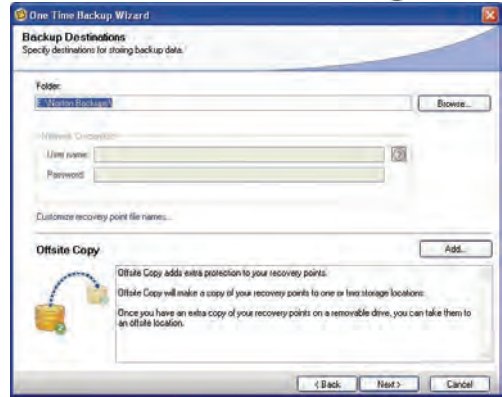 One Time Backup Wizard
Backup Destinations
Specify destinations for storing backup data.
Folder:
Norton Backups\
Browse...
Network
User name:
Password:
Customize recovery point file names...
Offsite Copy
Add...
Offsite Copy adds extra protection to your recovery points.
Offsite Copy will make a copy of your recovery points to one or two storage locations.
Once you have an extra copy of your recovery points on a removable drive, you can take them to
an offsite location.
< Back
Next >
Cancel